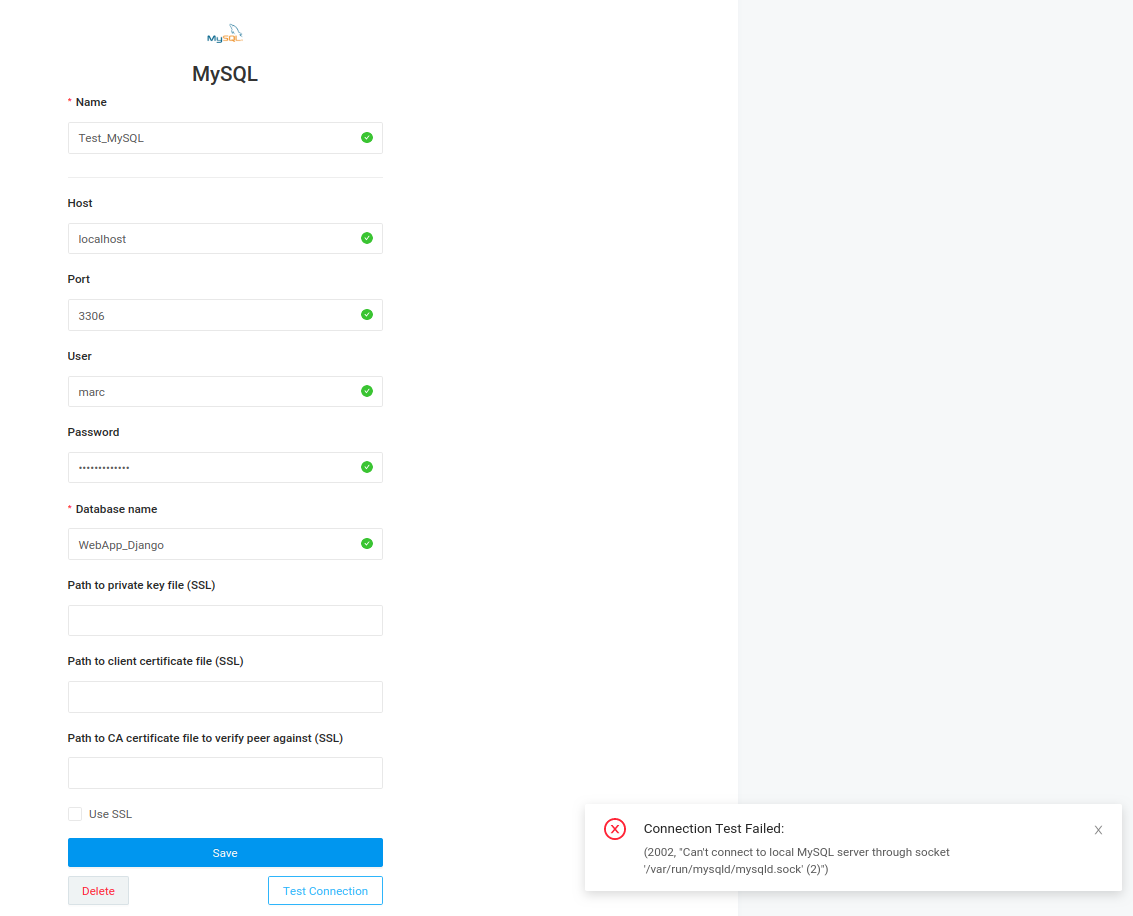 MySQL
MySQL
* Name
Test_MySQL
Host
localhost
Port
3306
User
marc
Password
•••••••••••••
* Database name
WebApp_Django
Path to private key file (SSL)
Path to client certificate file (SSL)
Path to CA certificate file to verify peer against (SSL)
Use SSL
Save
Delete
Test Connection
Connection Test Failed:
X
(2002, "Can't connect to local MySQL server through socket
'/var/run/mysqld/mysqld.sock' (2)")